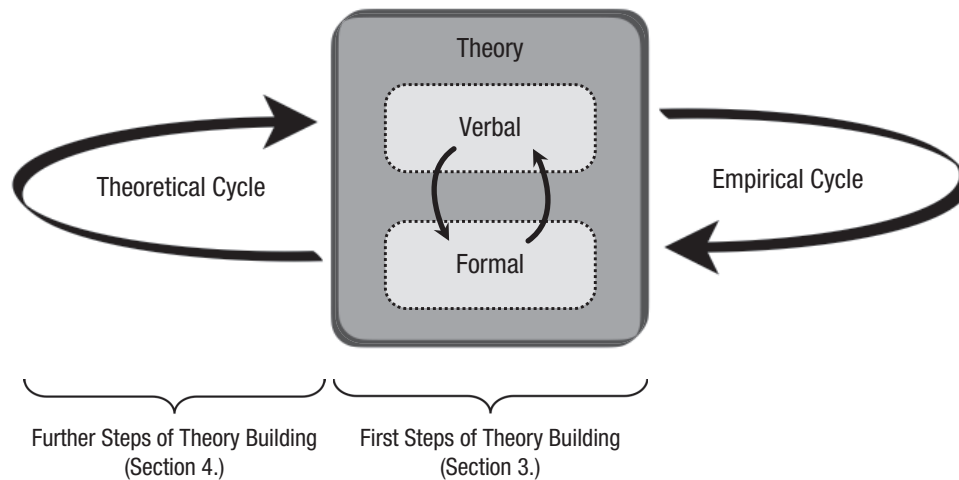 Theory
Verbal
Theoretical Cycle
Empirical Cycle
Formal
Further Steps of Theory Building
(Section 4.)
First Steps of Theory Building
(Section 3.)